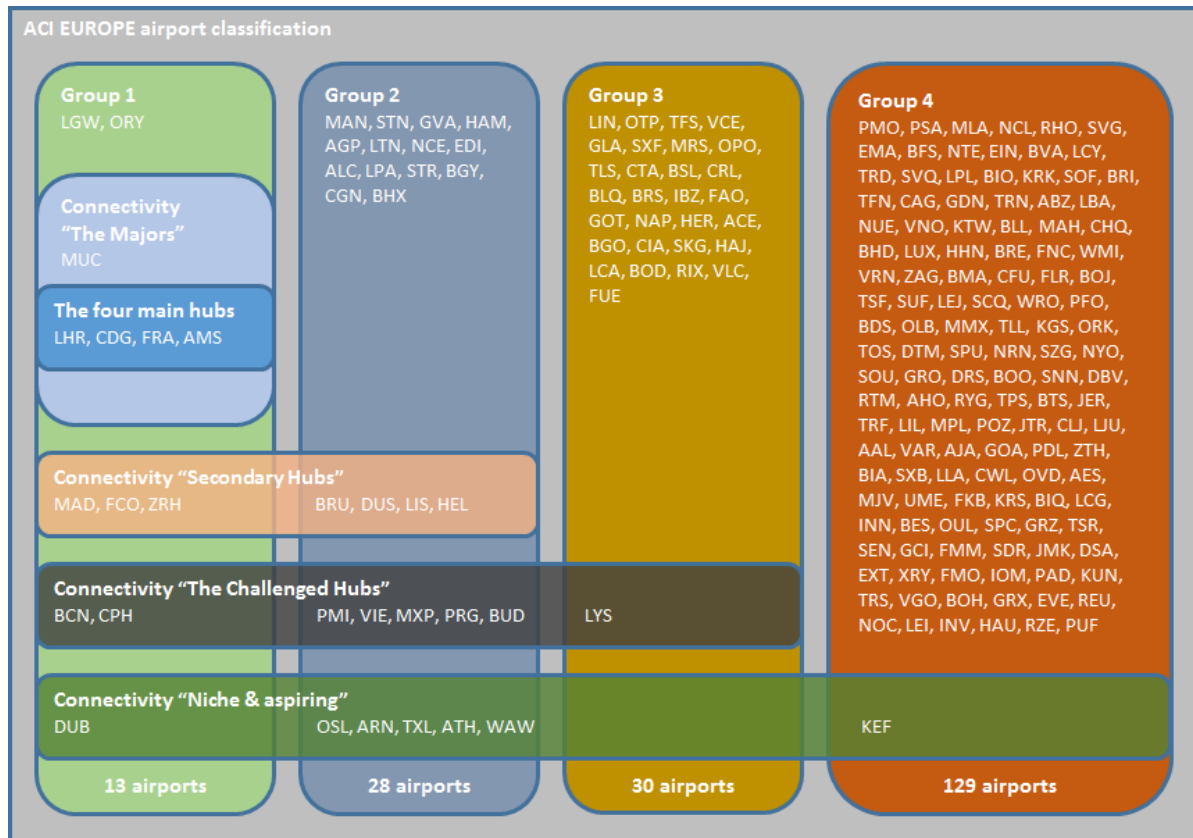 ACI EUROPE airport classification
Group 1
LGW, ORY
Connectivity
"The Majors"
MUC
The four main hubs
LHR, CDG, FRA, AMS
Group 2
MAN, STN, GVA, HAM,
AGP, LTN, NCE, EDI,
ALC, LPA, STR, BGY,
CGN, BHX
Group 3
LIN, OTP, TFS, VCE,
GLA, SXF, MRS, OPO,
TLS, CTA, BSL, CRL,
BLQ, BRS, IBZ, FAO,
GOT, NAP, HER, ACE,
BGO, CIA, SKG, HAJ,
LCA, BOD, RIX, VLC,
FUE
Group 4
PMO, PSA, MLA, NCL, RHO, SVG,
EMA, BFS, NTE, EIN, BVA, LCY,
TRD, SVQ, LPL, BIO, KRK, SOF, BRI,
TFN, CAG, GDN, TRN, ABZ, LBA,
NUE, VNO, KTW, BLL, MAH, CHQ,
BHD, LUX, HHN, BRE, FNC, WMI,
VRN, ZAG, BMA, CFU, FLR, BOJ,
TSF, SUF, LEJ, SCQ, WRO, PFO,
BDS, OLB, MMX, TLL, KGS, ORK,
TOS, DTM, SPU, NRN, SZG, NYO,
SOU, GRO, DRS, BOO, SNN, DBV,
RTM, AHO, RYG, TPS, BTS, JER,
TRF, LIL, MPL, POZ, JTR, CLJ, LJU,
AAL, VAR, AJA, GOA, PDL, ZTH,
BIA, SXB, LLA, CWL, OVD, AES,
MJV, UME, FKB, KRS, BIQ, LCG,
INN, BES, OUL, SPC, GRZ, TSR,
SEN, GCI, FMM, SDR, JMK, DSA,
EXT, XRY, FMO, IOM, PAD, KUN,
TRS, VGO, BOH, GRX, EVE, REU,
NOC, LEI, INV, HAU, RZE, PUF
Connectivity "Secondary Hubs"
MAD, FCO, ZRH BRU, DUS, LIS, HEL
Connectivity "The Challenged Hubs"
BCN, CPH PMI, VIE, MXP, PRG, BUD LYS
Connectivity "Niche & aspiring"
DUB OSL, ARN, TXL, ATH, WAW KEF
13 airports 28 airports 30 airports 129 airports